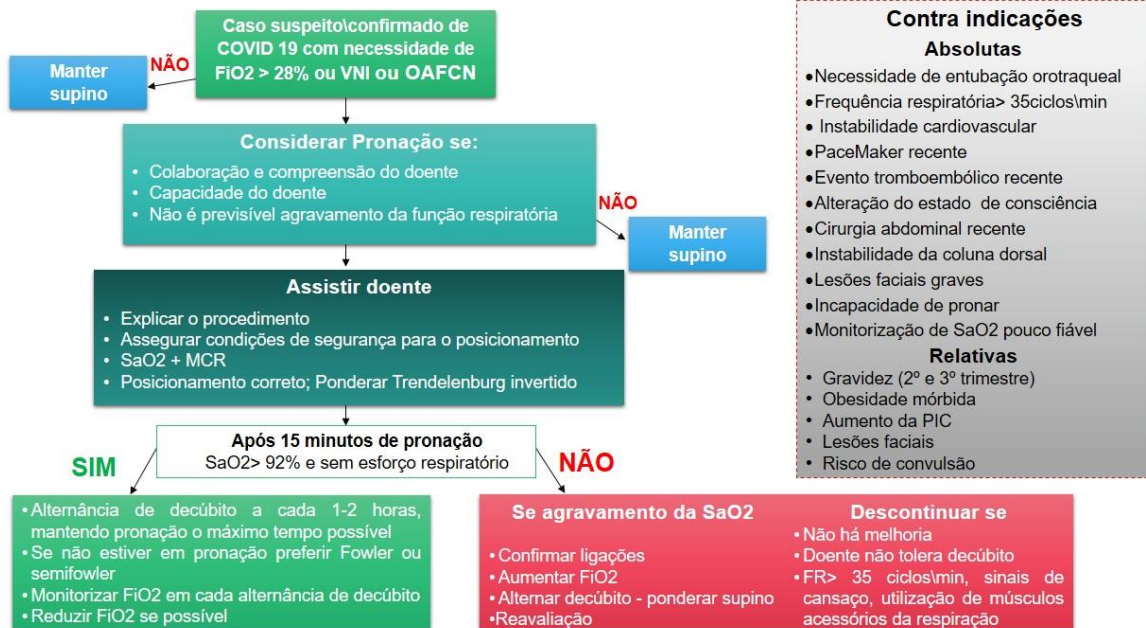 Caso suspeito\confirmado de
COVID 19 com necessidade de
FiO2 > 28% ou VNI ou OAFCN
NÃO
Manter
supino
Considerar Pronação se:
• Colaboração e compreensão do doente
• Capacidade do doente
• Não é previsível agravamento da função respiratória
NÃO
Manter
supino
Assistir doente
• Explicar o procedimento
• Assegurar condições de segurança para o posicionamento
• SaO2 + MCR
• Posicionamento correto; Ponderar Trendelenburg invertido
Após 15 minutos de pronação
SaO2> 92% e sem esforço respiratório
SIM
NÃO
• Alternância de decúbito a cada 1-2 horas,
mantendo pronação o máximo tempo possível
• Se não estiver em pronação preferir Fowler ou
semifowler
• Monitorizar FiO2 em cada alternância de decúbito
• Reduzir FiO2 se possível
Se agravamento da SaO2
• Confirmar ligações
• Aumentar FiO2
• Alternar decúbito - ponderar supino
• Reavaliação
Descontinuar se
• Não há melhoria
• Doente não tolera decúbito
• FR> 35 ciclos\min, sinais de
cansaço, utilização de músculos
acessórios da respiração
Contra indicações
Absolutas
• Necessidade de entubação orotraqueal
• Frequência respiratória> 35ciclos\min
• Instabilidade cardiovascular
• PaceMaker recente
• Evento tromboembólico recente
• Alteração do estado de consciência
• Cirurgia abdominal recente
• Instabilidade da coluna dorsal
• Lesões faciais graves
• Incapacidade de pronar
• Monitorização de SaO2 pouco fiável
Relativas
• Gravidez (2º e 3º trimestre)
• Obesidade mórbida
• Aumento da PIC
• Lesões faciais
• Risco de convulsão